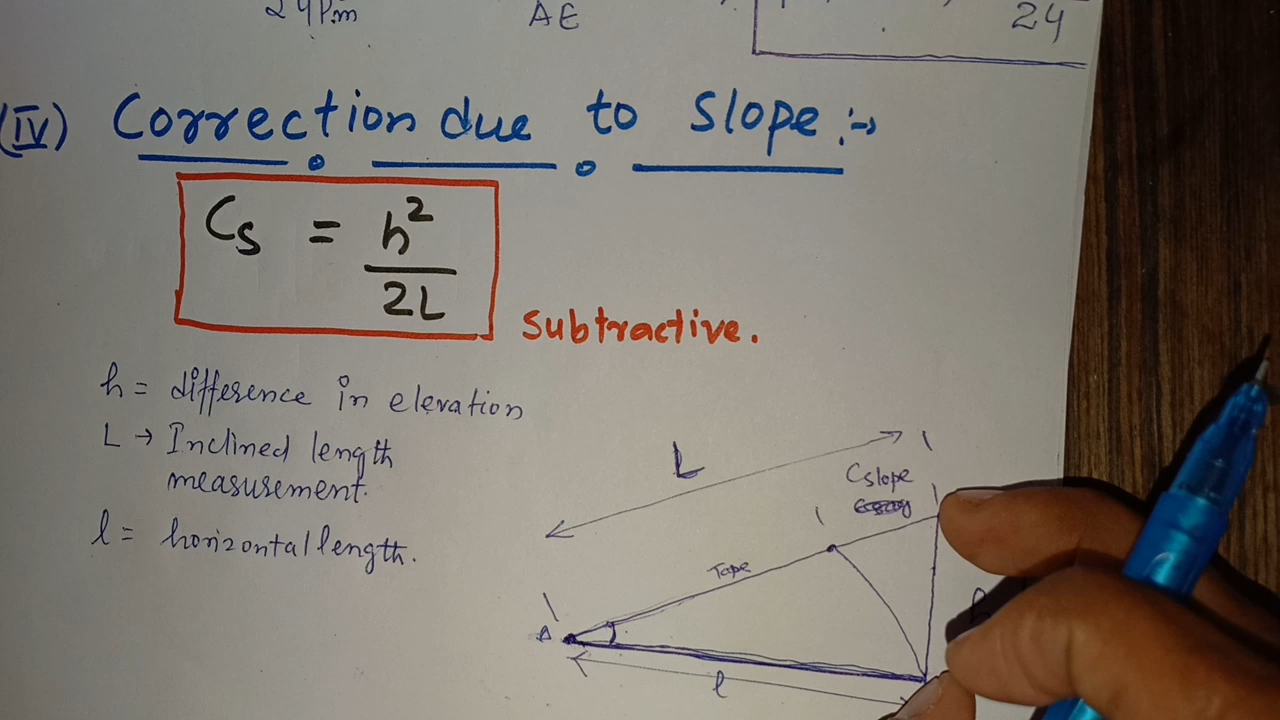 24 P.m
AE
24
(IV) Correction due to Slope :→
Cs = h²/2L
Subtractive.
h = difference in elevation
L → Inclined length
measurement.
l = horizontal length.
L
Cslope
Tape
A
h
l